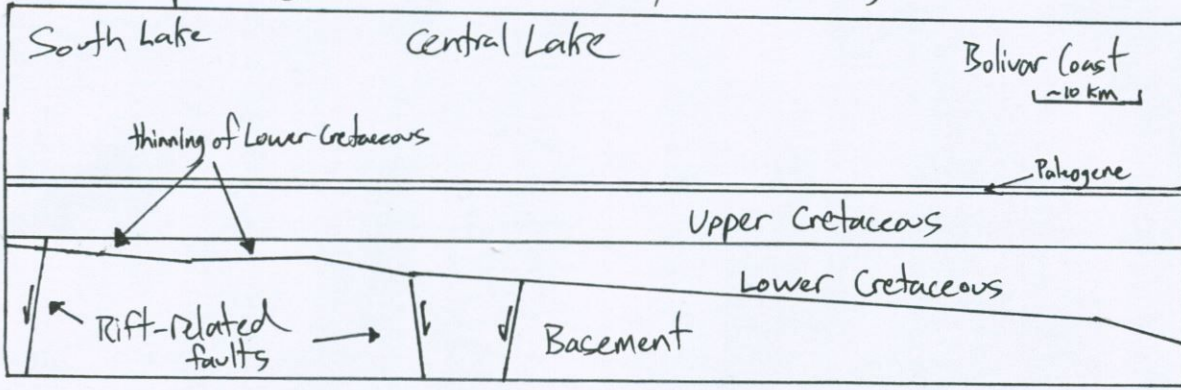 South Lake
Central Lake
Bolivar Coast
~10 km
thinning of Lower Cretaceous
Paleogene
Upper Cretaceous
Lower Cretaceous
Rift-related
faults
Basement